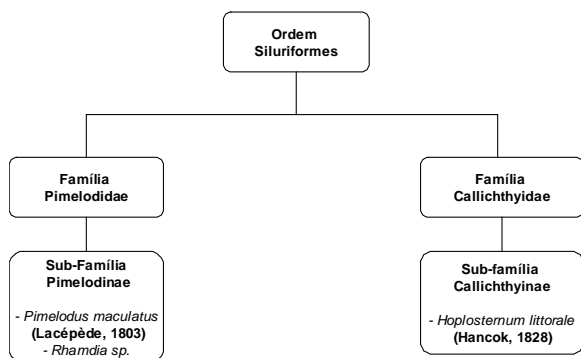 Ordem
Siluriformes
Família
Pimelodidae
Família
Callichthyidae
Sub-Família
Pimelodinae
- Pimelodus maculatus
(Lacépède, 1803)
- Rhamdia sp.
Sub-família
Callichthyinae
- Hoplosternum littorale
(Hancok, 1828)